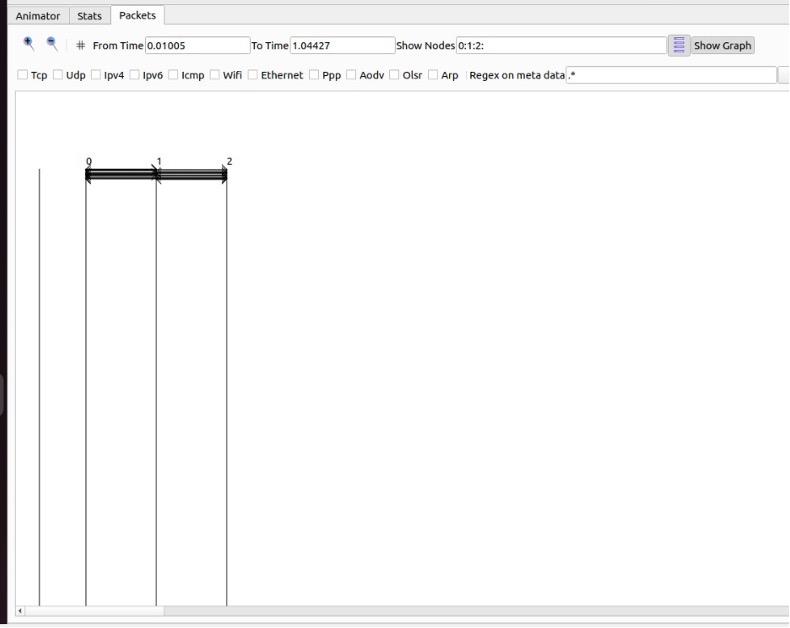 Animator Stats Packets
# From Time 0.01005 To Time 1.04427 Show Nodes 0:1:2: Show Graph
Tcp Udp Ipv4 Ipv6 Icmp Wifi Ethernet Ppp Aodv Olsr Arp Regex on meta data .*
0 1 2